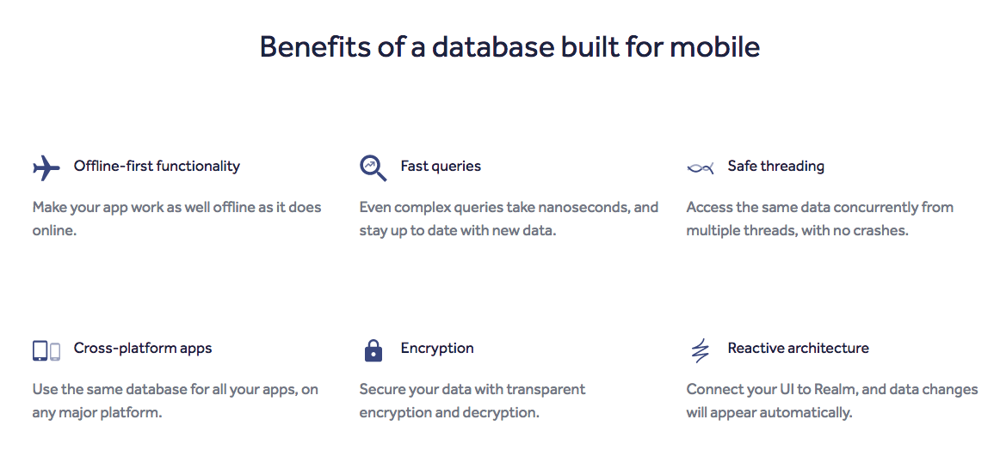 Benefits of a database built for mobile
Offline-first functionality
Make your app work as well offline as it does
online.
Fast queries
Even complex queries take nanoseconds, and
stay up to date with new data.
Safe threading
Access the same data concurrently from
multiple threads, with no crashes.
Cross-platform apps
Use the same database for all your apps, on
any major platform.
Encryption
Secure your data with transparent
encryption and decryption.
Reactive architecture
Connect your UI to Realm, and data changes
will appear automatically.